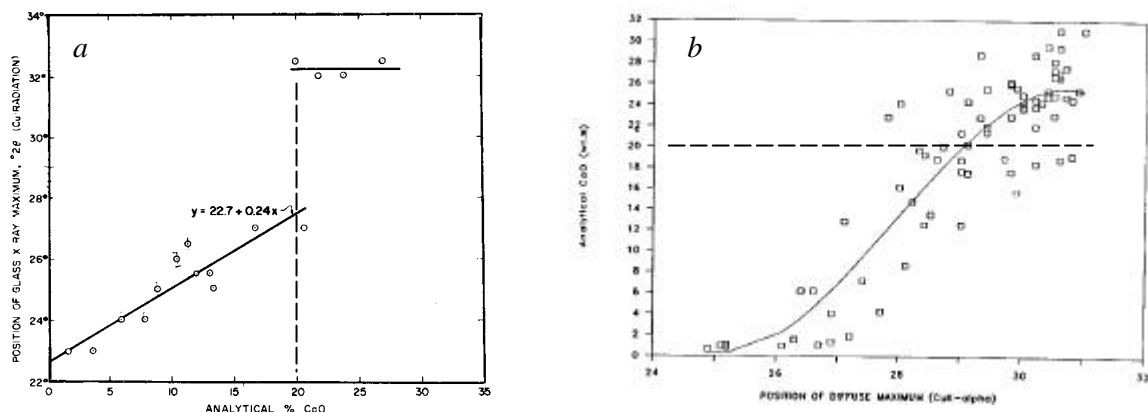 a
34°
32°
30°
28°
26°
24°
22°
POSITION OF GLASS X RAY MAXIMUM, °2θ (Cu RADIATION)
y = 22.7 + 0.24 x
0 5 10 15 20 25 30 35
ANALYTICAL % CaO
b
32
30
28
26
24
22
20
18
16
14
12
10
8
6
4
2
0
Analytical CaO (wt.%)
24 26 28 30 32
POSITION OF DIFFUSE MAXIMUM (CuK-alpha)